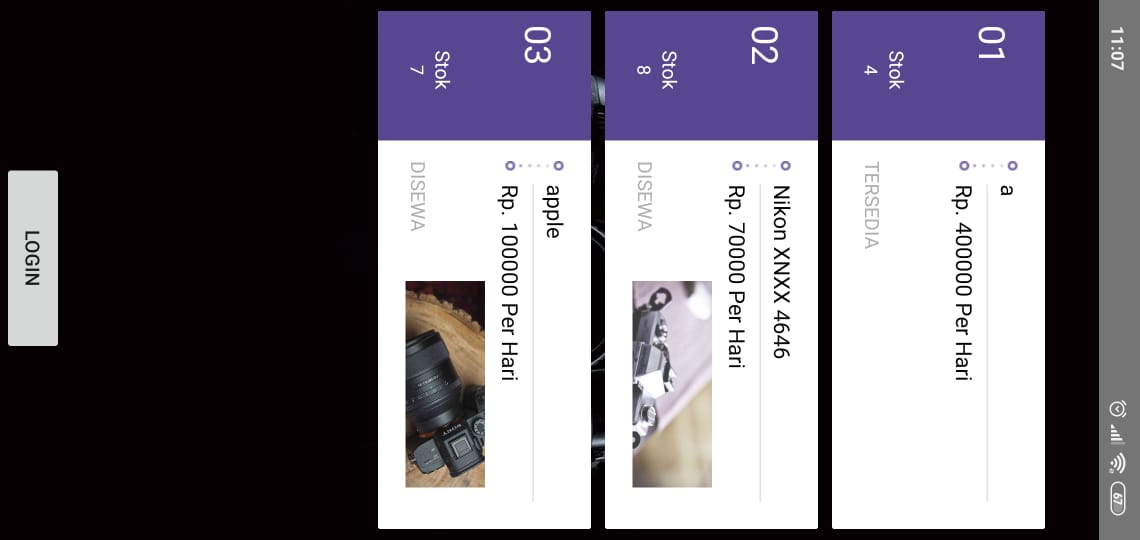 11:07
67
01
Stok
4
a
Rp. 400000 Per Hari
TERSEDIA
02
Stok
8
Nikon XNXX 4646
Rp. 70000 Per Hari
DISEWA
03
Stok
7
apple
Rp. 100000 Per Hari
DISEWA
SONY
LOGIN